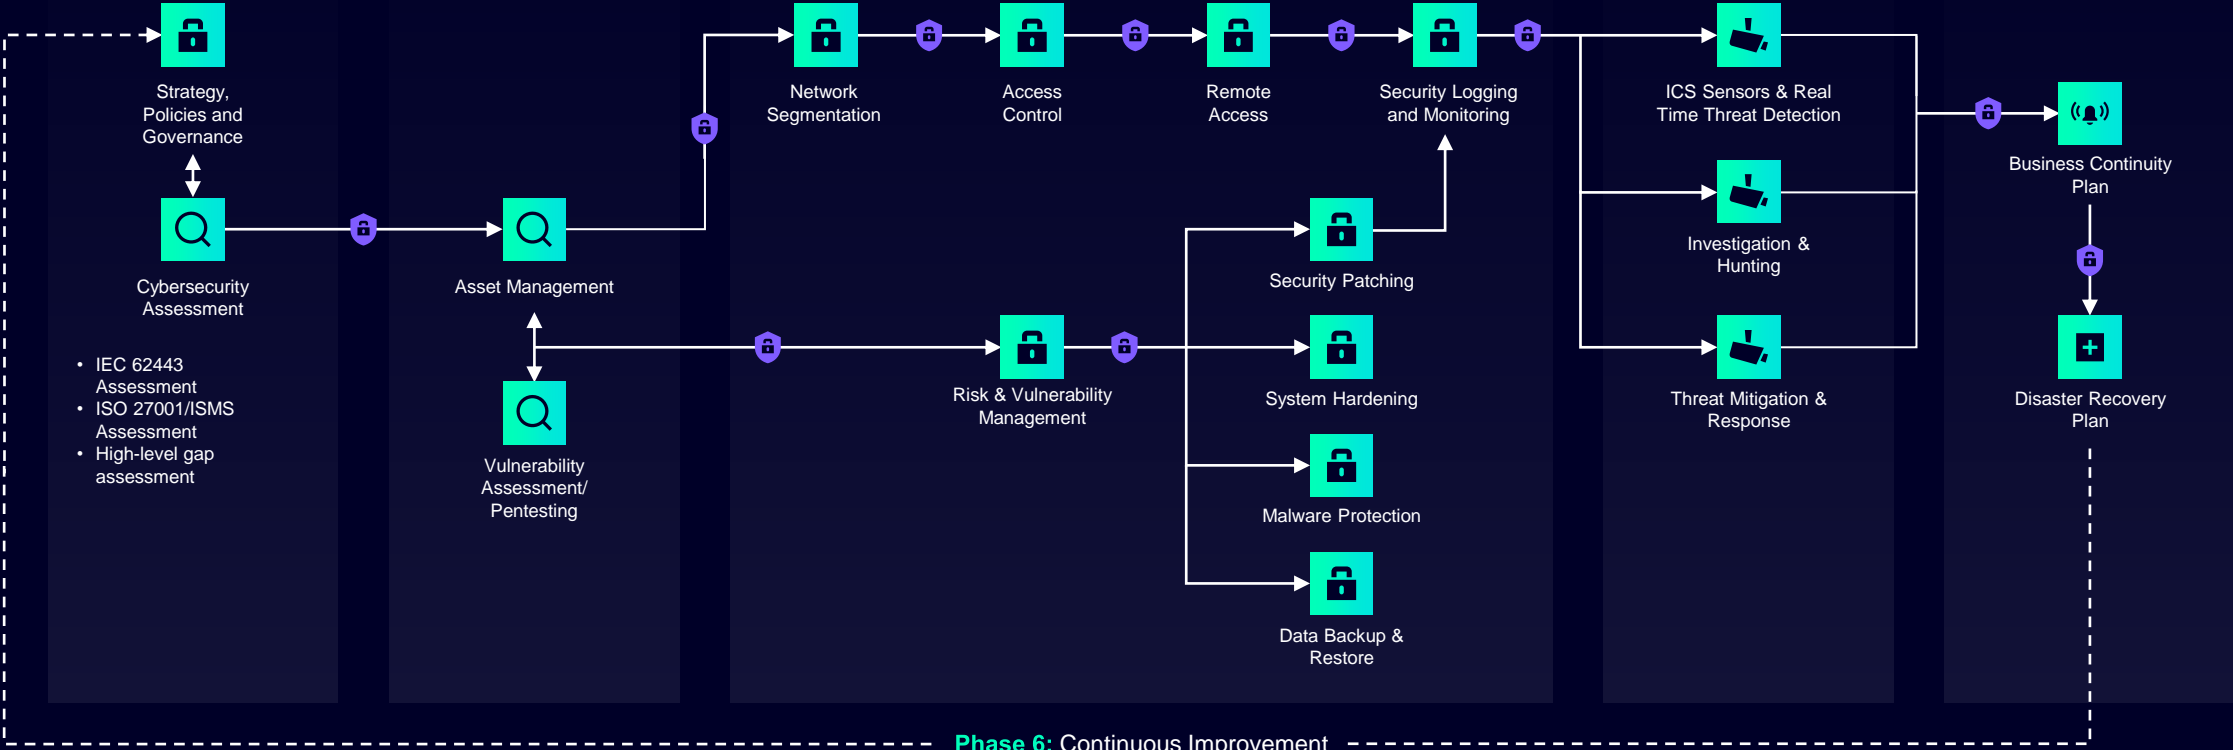 Strategy,
Policies and
Governance
Cybersecurity
Assessment
• IEC 62443
Assessment
• ISO 27001/ISMS
Assessment
• High-level gap
assessment
Asset Management
Vulnerability
Assessment/
Pentesting
Network
Segmentation
Access
Control
Remote
Access
Security Logging
and Monitoring
Risk & Vulnerability
Management
Security Patching
System Hardening
Malware Protection
Data Backup &
Restore
ICS Sensors & Real
Time Threat Detection
Investigation &
Hunting
Threat Mitigation &
Response
Business Continuity
Plan
Disaster Recovery
Plan
Phase 6: Continuous Improvement